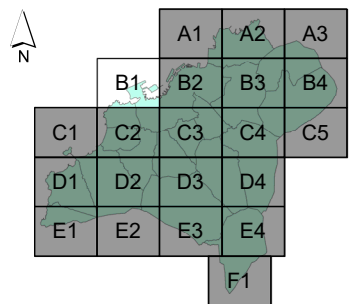 A1 A2 A3
N
B1 B2 B3 B4
C1 C2 C3 C4 C5
D1 D2 D3 D4
E1 E2 E3 E4
F1